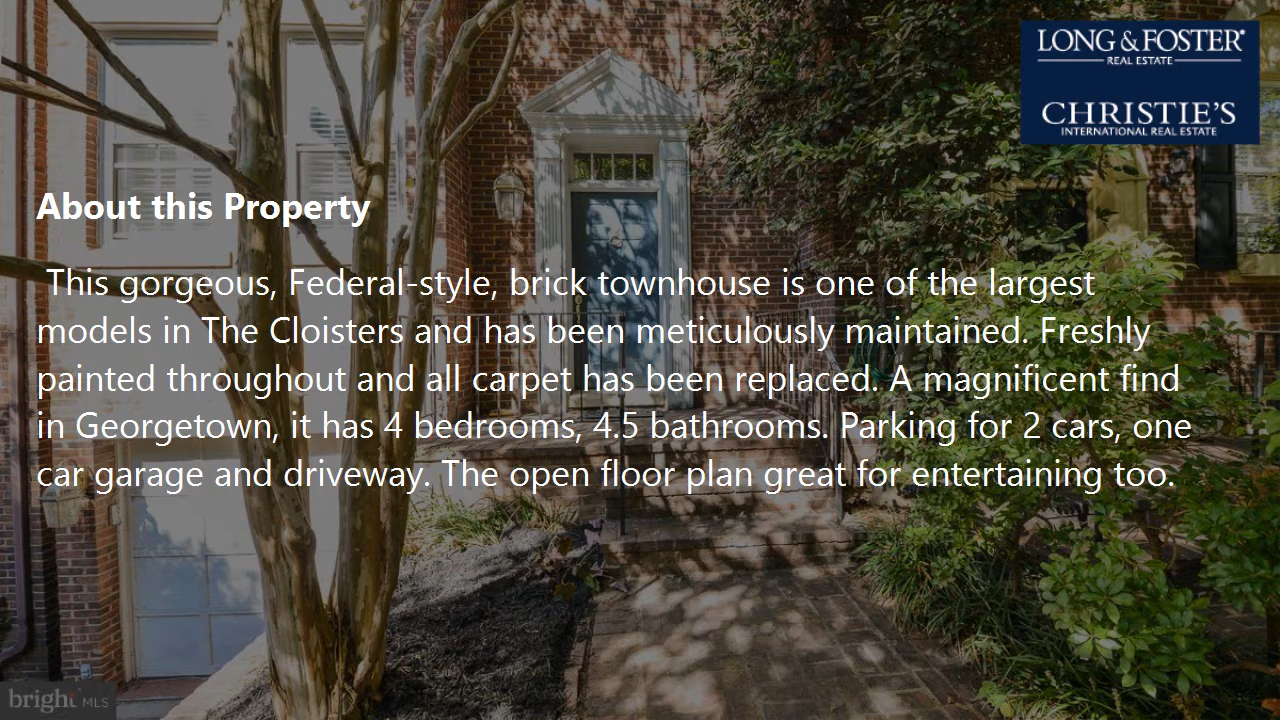 LONG & FOSTER®
REAL ESTATE
CHRISTIE'S
INTERNATIONAL REAL ESTATE
About this Property
This gorgeous, Federal-style, brick townhouse is one of the largest
models in The Cloisters and has been meticulously maintained. Freshly
painted throughout and all carpet has been replaced. A magnificent find
in Georgetown, it has 4 bedrooms, 4.5 bathrooms. Parking for 2 cars, one
car garage and driveway. The open floor plan great for entertaining too.
bright MLS